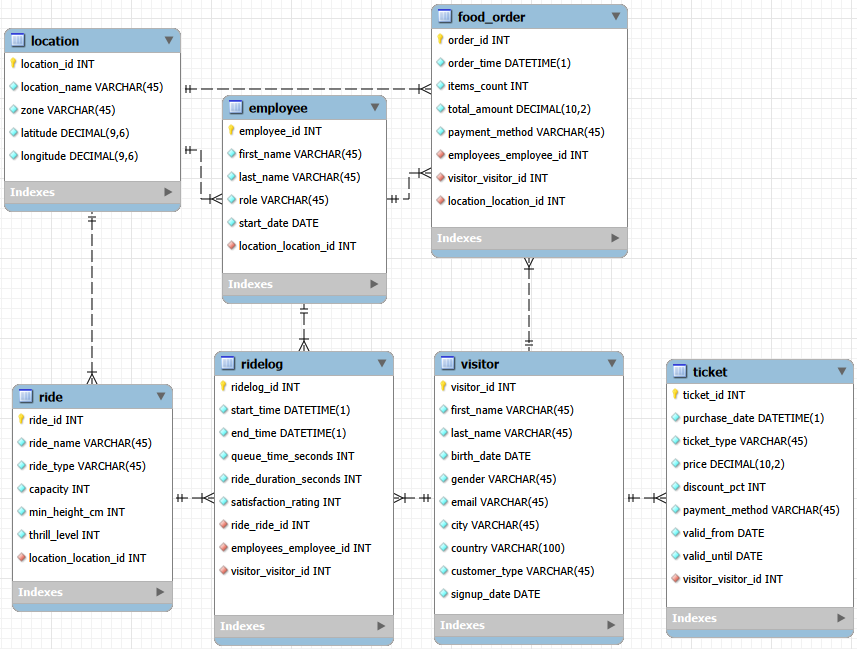 location
location_id INT
location_name VARCHAR(45)
zone VARCHAR(45)
latitude DECIMAL(9,6)
longitude DECIMAL(9,6)
Indexes
employee
employee_id INT
first_name VARCHAR(45)
last_name VARCHAR(45)
role VARCHAR(45)
start_date DATE
location_location_id INT
Indexes
food_order
order_id INT
order_time DATETIME(1)
items_count INT
total_amount DECIMAL(10,2)
payment_method VARCHAR(45)
employees_employee_id INT
visitor_visitor_id INT
location_location_id INT
Indexes
ride
ride_id INT
ride_name VARCHAR(45)
ride_type VARCHAR(45)
capacity INT
min_height_cm INT
thrill_level INT
location_location_id INT
Indexes
ridelog
ridelog_id INT
start_time DATETIME(1)
end_time DATETIME(1)
queue_time_seconds INT
ride_duration_seconds INT
satisfaction_rating INT
ride_ride_id INT
employees_employee_id INT
visitor_visitor_id INT
Indexes
visitor
visitor_id INT
first_name VARCHAR(45)
last_name VARCHAR(45)
birth_date DATE
gender VARCHAR(45)
email VARCHAR(45)
city VARCHAR(45)
country VARCHAR(100)
customer_type VARCHAR(45)
signup_date DATE
Indexes
ticket
ticket_id INT
purchase_date DATETIME(1)
ticket_type VARCHAR(45)
price DECIMAL(10,2)
discount_pct INT
payment_method VARCHAR(45)
valid_from DATE
valid_until DATE
visitor_visitor_id INT
Indexes